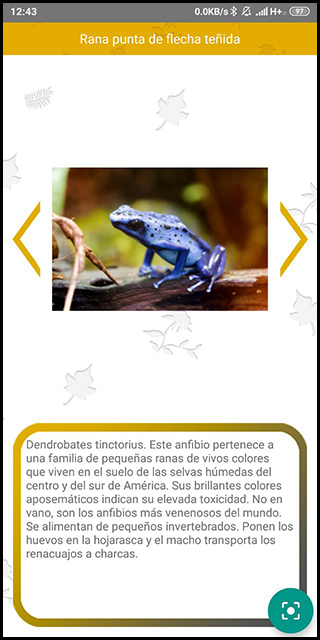 12:43
0.0KB/s H+ 97
Rana punta de flecha teñida
Dendrobates tinctorius. Este anfibio pertenece a
una familia de pequeñas ranas de vivos colores
que viven en el suelo de las selvas húmedas del
centro y del sur de América. Sus brillantes colores
aposemáticos indican su elevada toxicidad. No en
vano, son los anfibios más venenosos del mundo.
Se alimentan de pequeños invertebrados. Ponen los
huevos en la hojarasca y el macho transporta los
renacuajos a charcas.